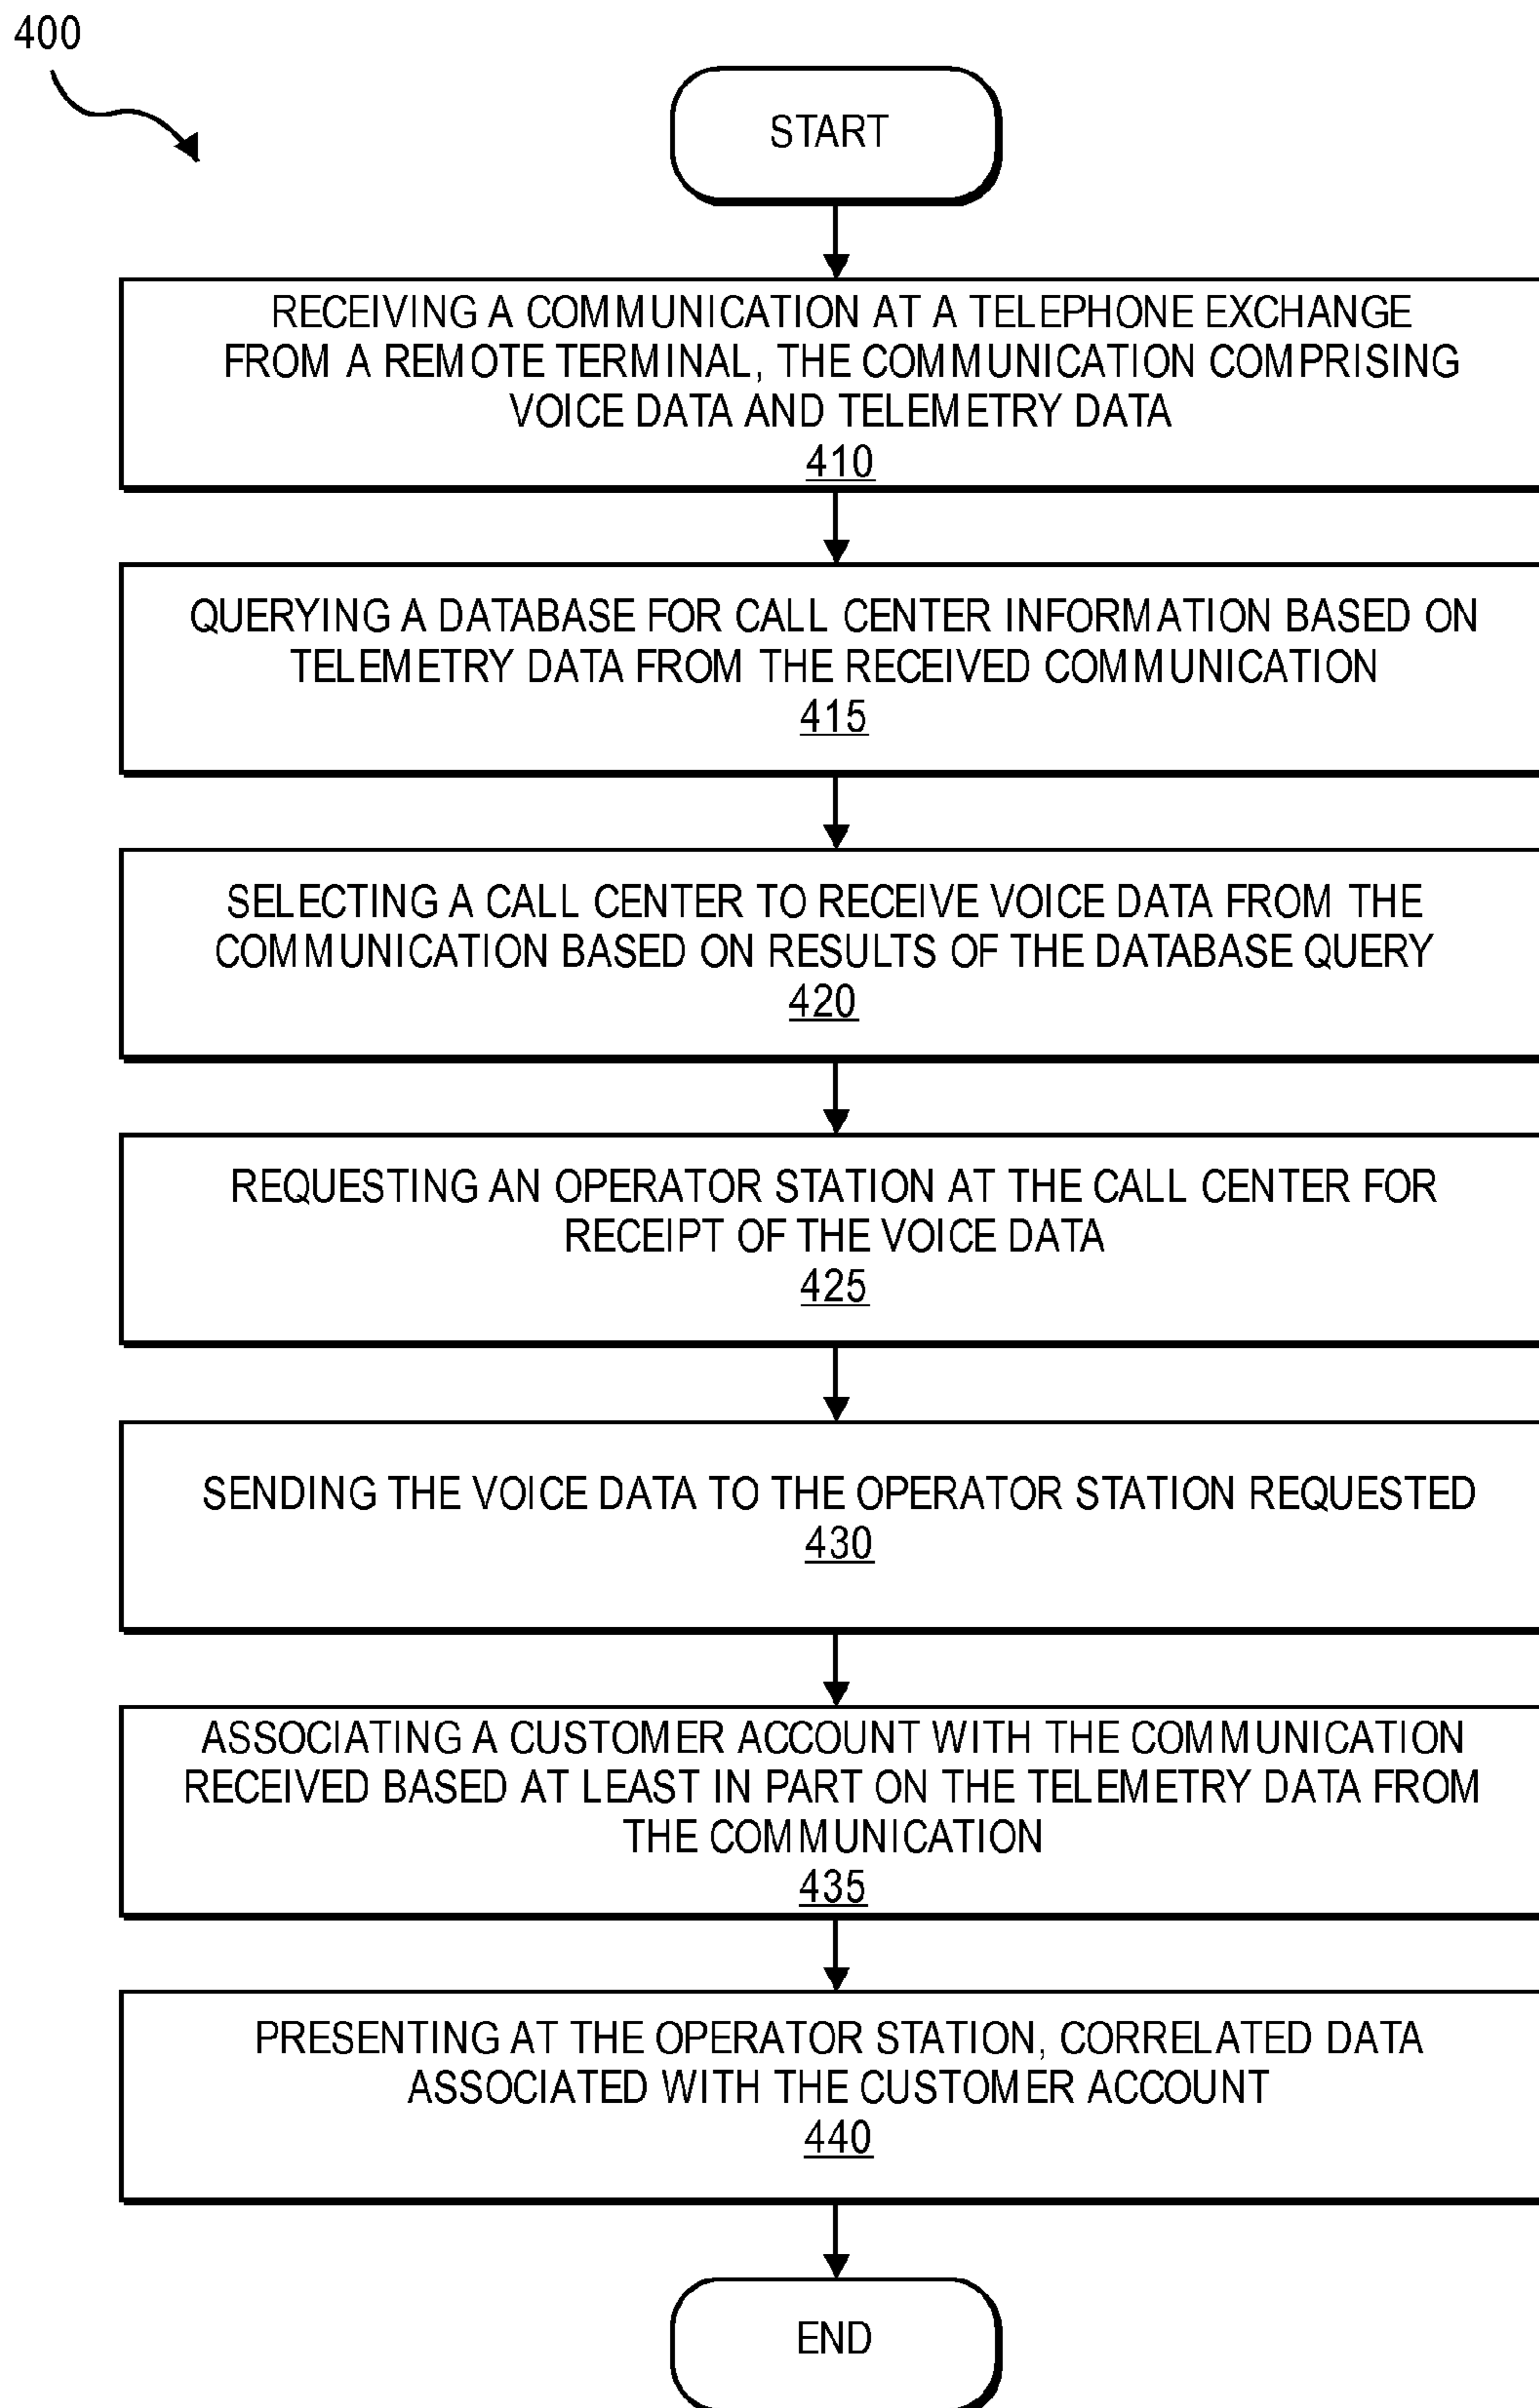 400
START
RECEIVING A COMMUNICATION AT A TELEPHONE EXCHANGE
FROM A REMOTE TERMINAL, THE COMMUNICATION COMPRISING
VOICE DATA AND TELEMETRY DATA
410
QUERYING A DATABASE FOR CALL CENTER INFORMATION BASED ON
TELEMETRY DATA FROM THE RECEIVED COMMUNICATION
415
SELECTING A CALL CENTER TO RECEIVE VOICE DATA FROM THE
COMMUNICATION BASED ON RESULTS OF THE DATABASE QUERY
420
REQUESTING AN OPERATOR STATION AT THE CALL CENTER FOR
RECEIPT OF THE VOICE DATA
425
SENDING THE VOICE DATA TO THE OPERATOR STATION REQUESTED
430
ASSOCIATING A CUSTOMER ACCOUNT WITH THE COMMUNICATION
RECEIVED BASED AT LEAST IN PART ON THE TELEMETRY DATA FROM
THE COMMUNICATION
435
PRESENTING AT THE OPERATOR STATION, CORRELATED DATA
ASSOCIATED WITH THE CUSTOMER ACCOUNT
440
END